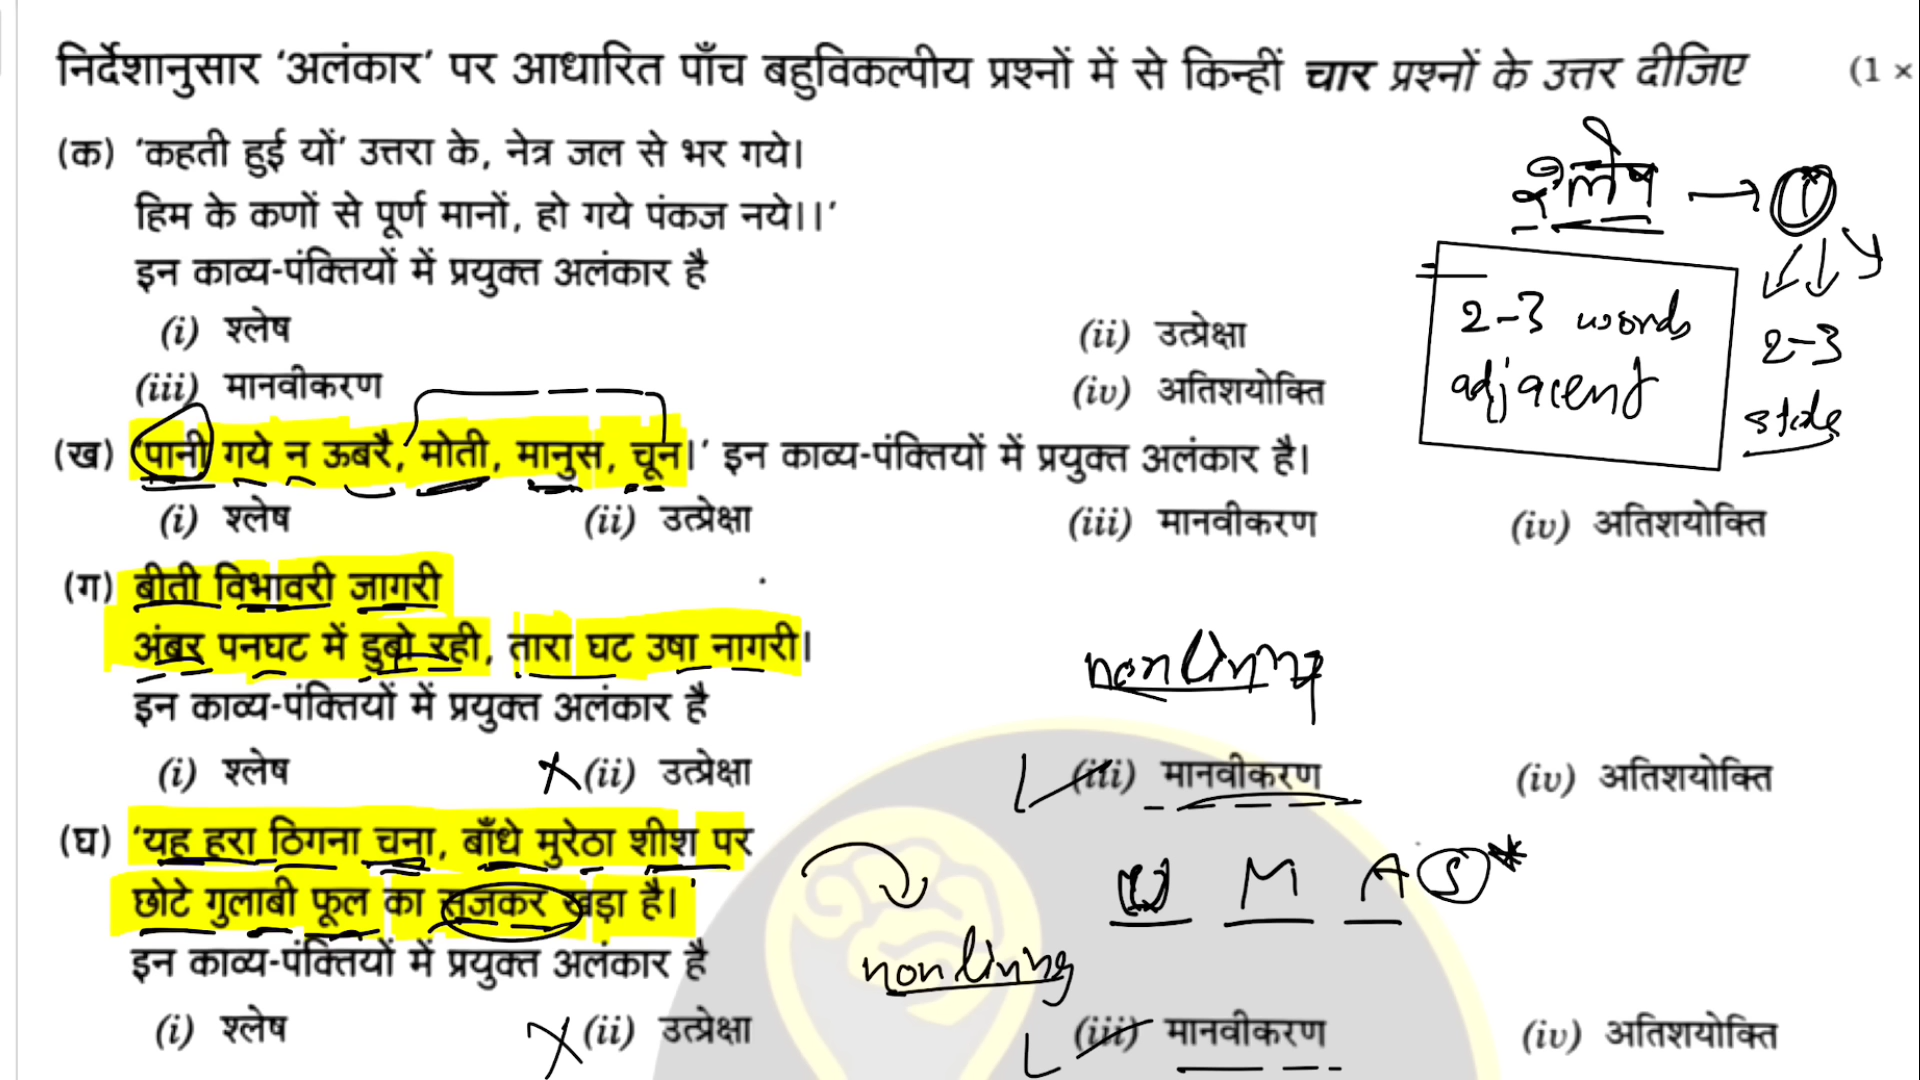 निर्देशानुसार ‘अलंकार’ पर आधारित पाँच बहुविकल्पीय प्रश्नों में से किन्हीं चार प्रश्नों के उत्तर दीजिए (1 ×
(क) ‘कहती हुई यों’ उत्तरा के, नेत्र जल से भर गये।
हिम के कणों से पूर्ण मानों, हो गये पंकज नये।।’
इन काव्य-पंक्तियों में प्रयुक्त अलंकार है
(i) श्लेष (ii) उत्प्रेक्षा
(iii) मानवीकरण (iv) अतिशयोक्ति
श्लेष → 1
2-3 words
adjacent
2-3
(ख) ‘पानी गये न ऊबरै, मोती, मानुस, चून।’ इन काव्य-पंक्तियों में प्रयुक्त अलंकार है।
(i) श्लेष (ii) उत्प्रेक्षा (iii) मानवीकरण (iv) अतिशयोक्ति
(ग) बीती विभावरी जागरी
अंबर पनघट में डुबो रही, तारा घट उषा नागरी।
इन काव्य-पंक्तियों में प्रयुक्त अलंकार है
non living
(i) श्लेष (ii) उत्प्रेक्षा (iii) मानवीकरण (iv) अतिशयोक्ति
(घ) ‘यह हरा ठिगना चना, बाँधे मुरेठा शीश पर
छोटे गुलाबी फूल का सजकर खड़ा है।’
M A S*
इन काव्य-पंक्तियों में प्रयुक्त अलंकार है
non living
(i) श्लेष (ii) उत्प्रेक्षा (iii) मानवीकरण (iv) अतिशयोक्ति